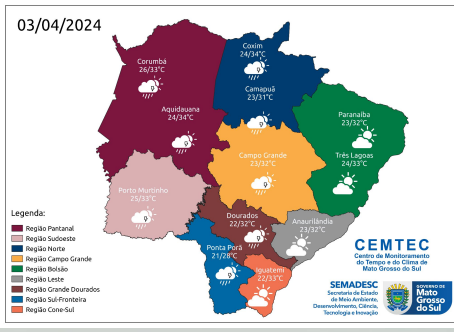 03/04/2024
Corumbá
26/33°C
Coxim
24/34°C
Camapuã
23/31°C
Aquidauana
24/34°C
Paranaíba
23/32°C
Campo Grande
23/32°C
Três Lagoas
24/33°C
Porto Murtinho
25/33°C
Dourados
22/32°C
Anaurilândia
23/32°C
Ponta Porã
21/28°C
Iguatemi
22/33°C
Legenda:
Região Pantanal
Região Sudoeste
Região Norte
Região Campo Grande
Região Bolsão
Região Leste
Região Grande Dourados
Região Sul-Fronteira
Região Cone-Sul
CEMTEC
Centro de Monitoramento
do Tempo e do Clima de
Mato Grosso do Sul
SEMADESC
Secretaria de Estado
de Meio Ambiente,
Desenvolvimento, Ciência,
Tecnologia e Inovação
GOVERNO DE
Mato
Grosso
do Sul